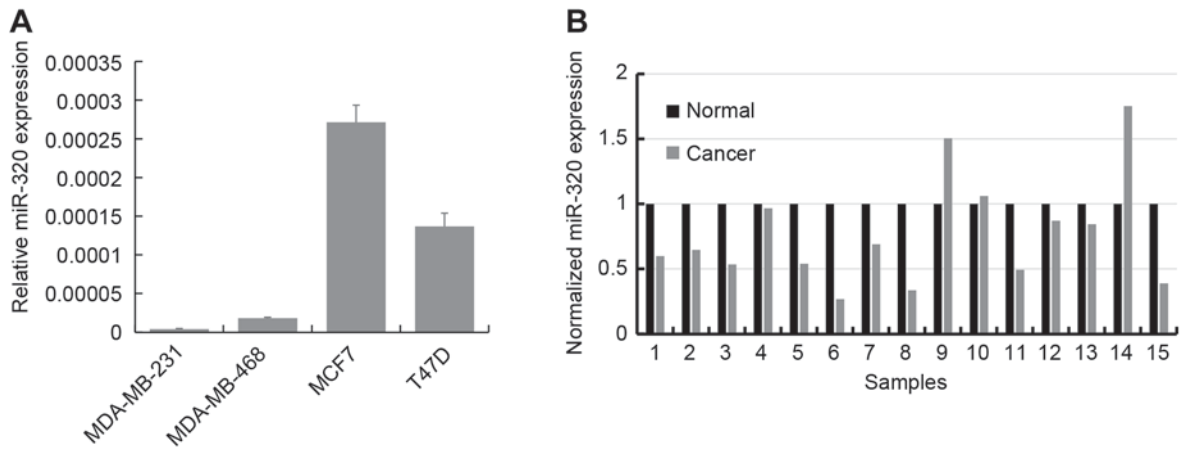 A
Relative miR-320 expression
0.00035
0.0003
0.00025
0.0002
0.00015
0.0001
0.00005
0
MDA-MB-231
MDA-MB-468
MCF7
T47D
B
Normalized miR-320 expression
2
1.5
1
0.5
0
Normal
Cancer
1 2 3 4 5 6 7 8 9 10 11 12 13 14 15
Samples